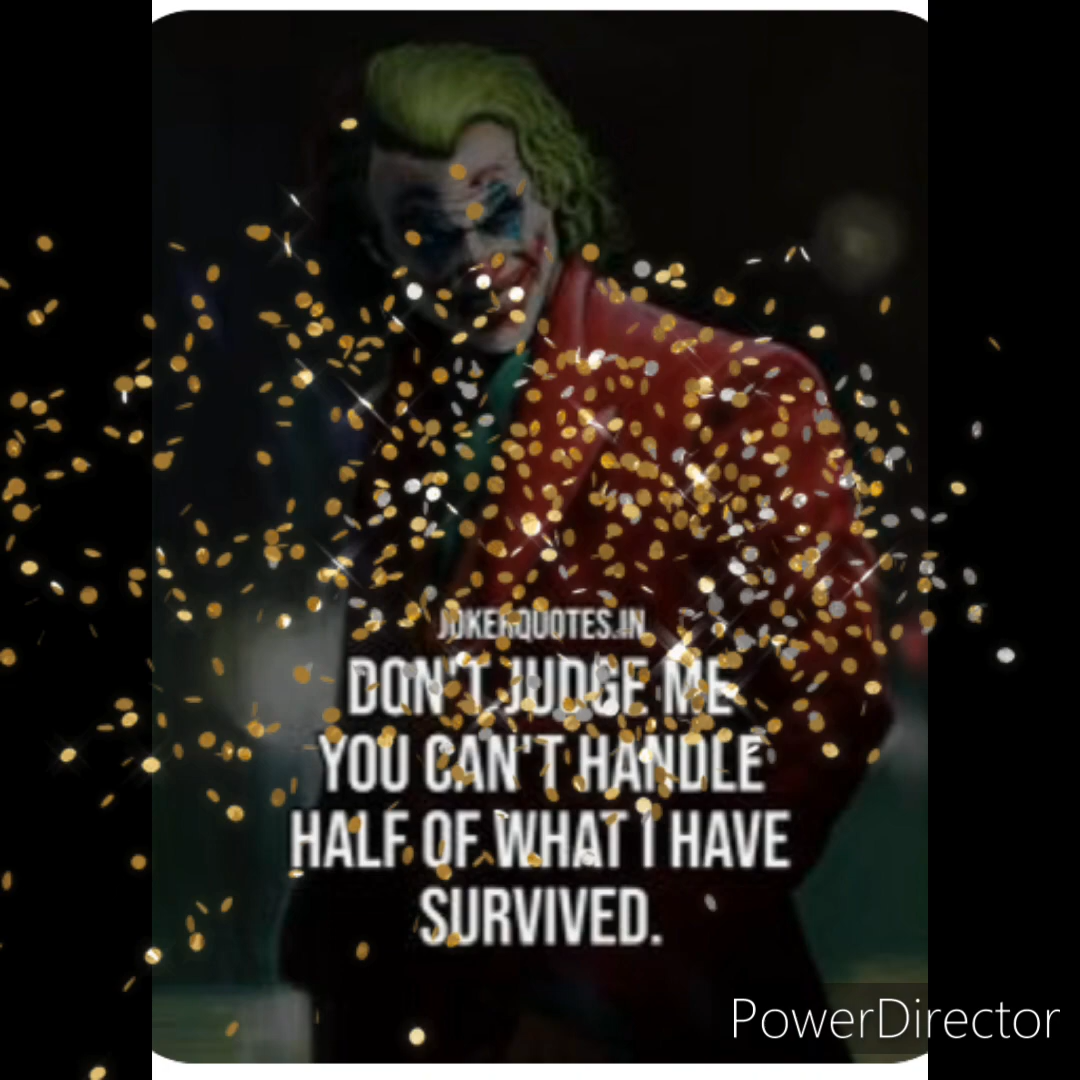 JOKERQUOTES.IN
DON'T JUDGE ME
YOU CAN'T HANDLE
HALF OF WHAT I HAVE
SURVIVED.
PowerDirector